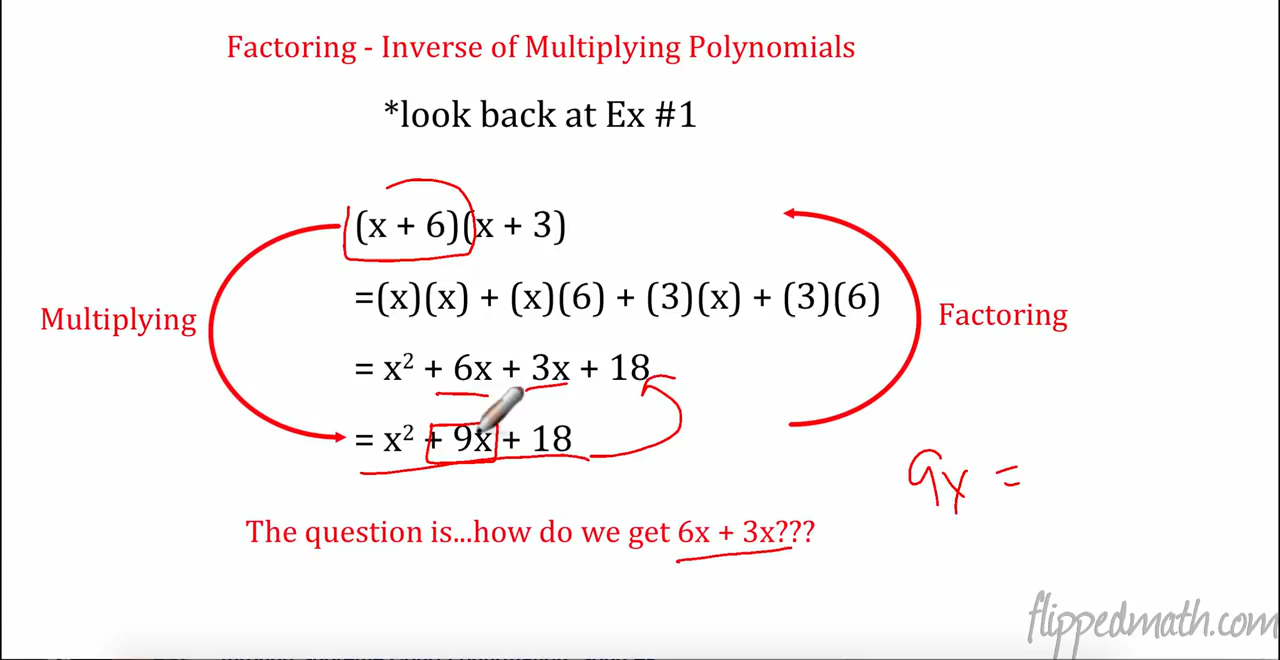 Factoring - Inverse of Multiplying Polynomials
*look back at Ex #1
(x + 6)(x + 3)
=(x)(x) + (x)(6) + (3)(x) + (3)(6)
Multiplying
Factoring
= x² + 6x + 3x + 18
= x² + 9x + 18
9x =
The question is...how do we get 6x + 3x???
flippedmath.com